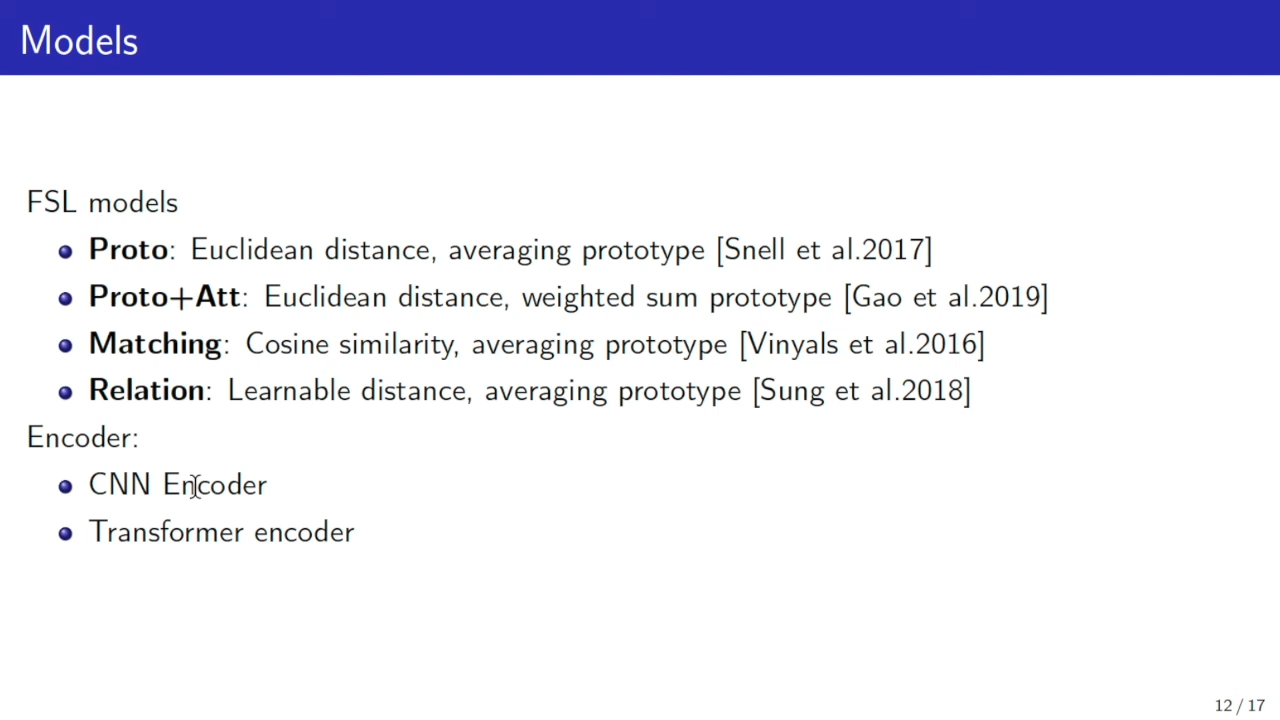 Models
FSL models
Proto: Euclidean distance, averaging prototype [Snell et al.2017]
Proto+Att: Euclidean distance, weighted sum prototype [Gao et al.2019]
Matching: Cosine similarity, averaging prototype [Vinyals et al.2016]
Relation: Learnable distance, averaging prototype [Sung et al.2018]
Encoder:
CNN Encoder
Transformer encoder
12 / 17